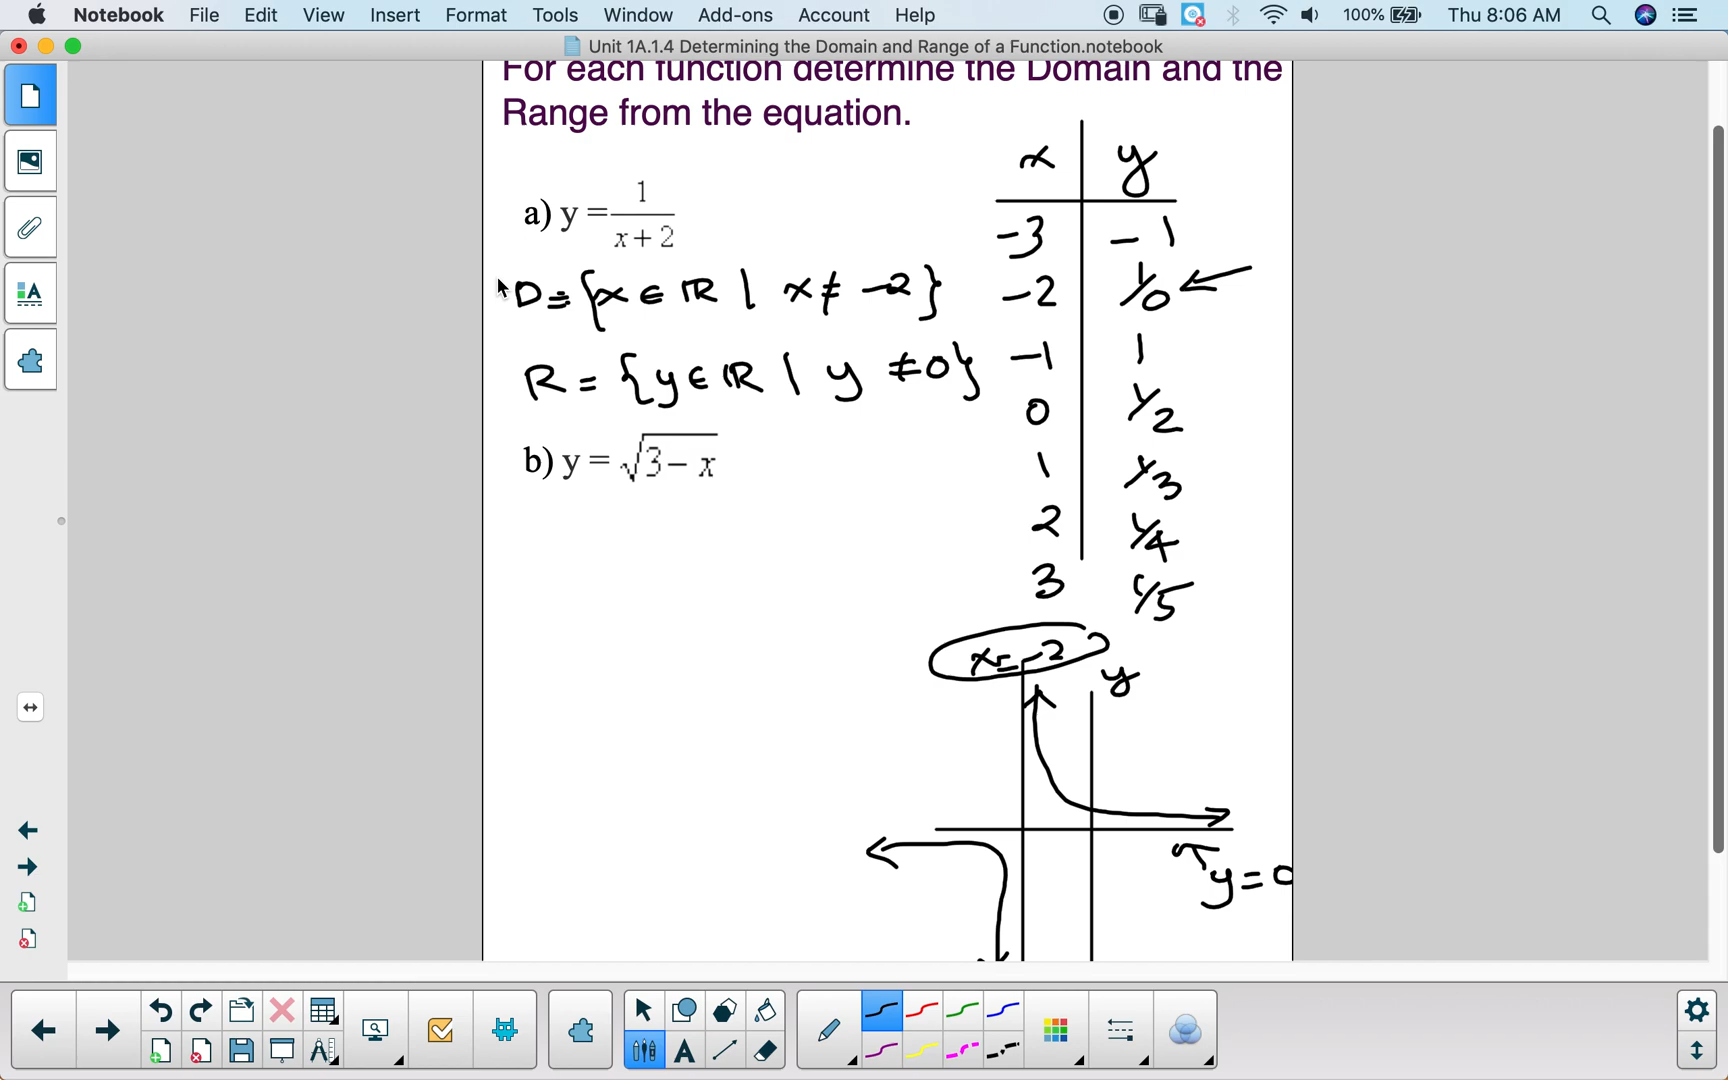 Notebook File Edit View Insert Format Tools Window Add-ons Account Help 100% Thu 8:06 AM
Unit 1A.1.4 Determining the Domain and Range of a Function.notebook
For each function determine the Domain and the
Range from the equation.
a) y = 1/(x + 2)
D = {x ∈ ℝ | x ≠ -2}
R = {y ∈ ℝ | y ≠ 0}
b) y = √(3 - x)
x y
-3 -1
-2 1/0
-1 1
0 1/2
1 1/3
2 1/4
3 1/5
x = -2
y
y = 0